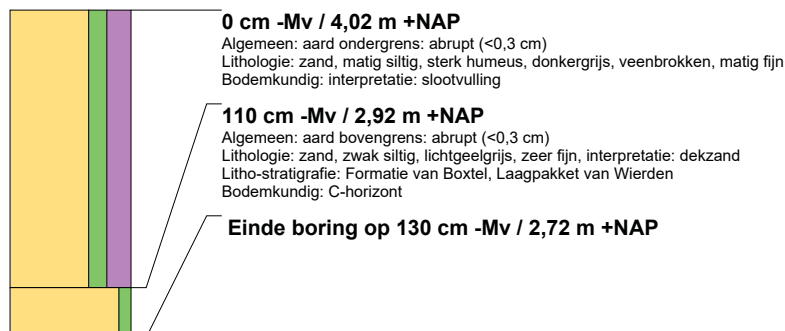 0 cm -Mv / 4,02 m +NAP
Algemeen: aard ondergrens: abrupt (<0,3 cm)
Lithologie: zand, matig siltig, sterk humeus, donkergrijs, veenbrokken, matig fijn
Bodemkundig: interpretatie: slootvulling
110 cm -Mv / 2,92 m +NAP
Algemeen: aard bovengrens: abrupt (<0,3 cm)
Lithologie: zand, zwak siltig, lichtgeelgrijs, zeer fijn, interpretatie: dekzand
Litho-stratigrafie: Formatie van Boxtel, Laagpakket van Wierden
Bodemkundig: C-horizont
Einde boring op 130 cm -Mv / 2,72 m +NAP